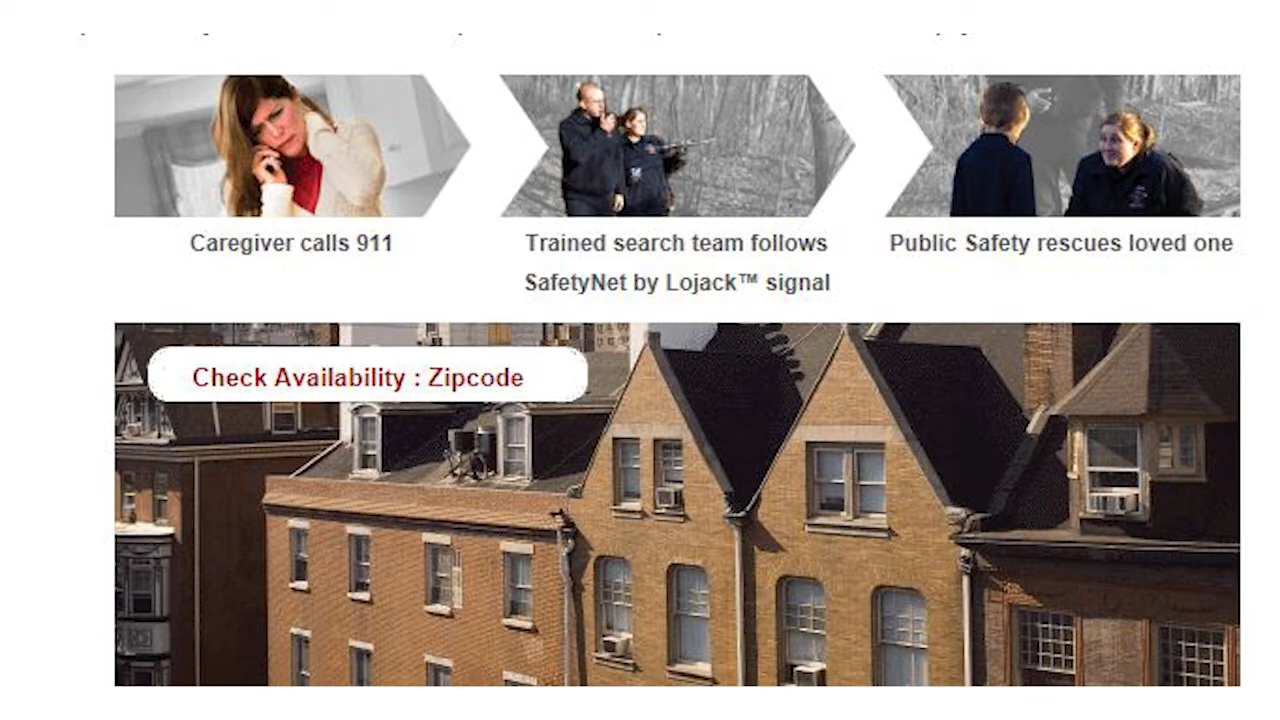 Caregiver calls 911
Trained search team follows
SafetyNet by Lojack™ signal
Public Safety rescues loved one
Check Availability : Zipcode